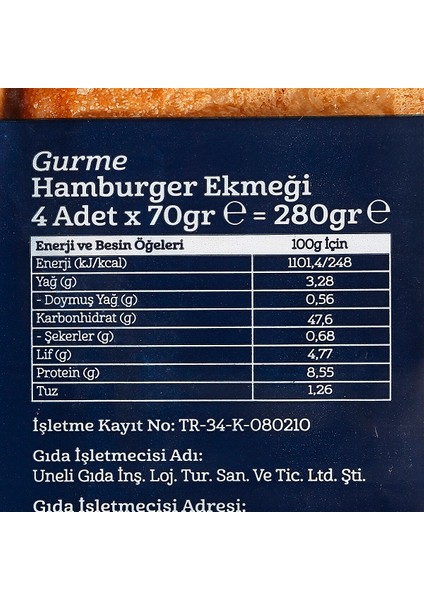 Gurme
Hamburger Ekmeği
4 Adet x 70gr ℮ = 280gr ℮
Enerji ve Besin Öğeleri 100g İçin
Enerji (kJ/kcal) 1101,4/248
Yağ (g) 3,28
- Doymuş Yağ (g) 0,56
Karbonhidrat (g) 47,6
- Şekerler (g) 0,68
Lif (g) 4,77
Protein (g) 8,55
Tuz 1,26
İşletme Kayıt No: TR-34-K-080210
Gıda İşletmecisi Adı:
Uneli Gıda İnş. Loj. Tur. San. Ve Tic. Ltd. Şti.
Gıda İşletmecisi Adresi: